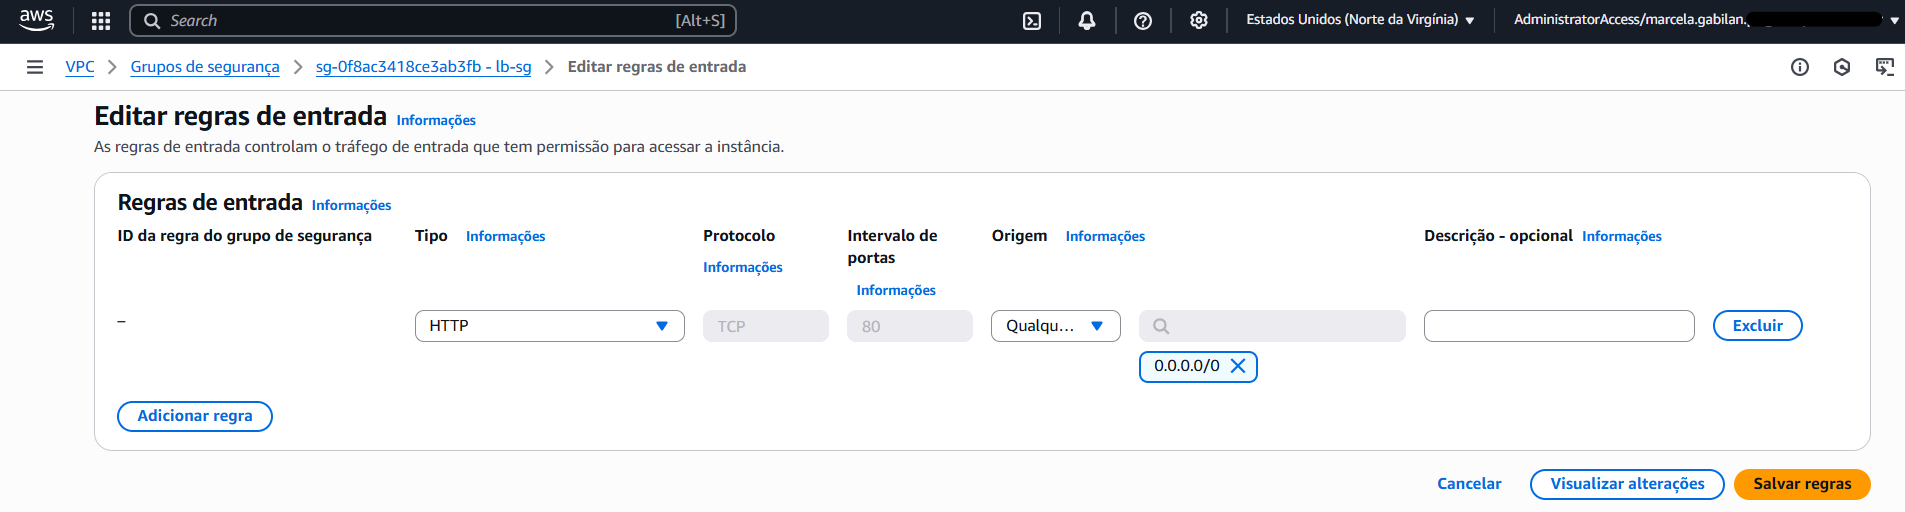 aws
Search [Alt+S]
Estados Unidos (Norte da Virgínia)
AdministratorAccess/marcela.gabilan.
VPC
Grupos de segurança
sg-0f8ac3418ce3ab3fb - lb-sg
Editar regras de entrada
Editar regras de entrada Informações
As regras de entrada controlam o tráfego de entrada que tem permissão para acessar a instância.
Regras de entrada Informações
ID da regra do grupo de segurança
Tipo Informações
Protocolo
Informações
Intervalo de
portas
Informações
Origem Informações
Descrição - opcional Informações
–
HTTP
TCP
80
Qualqu...
0.0.0.0/0
Excluir
Adicionar regra
Cancelar
Visualizar alterações
Salvar regras